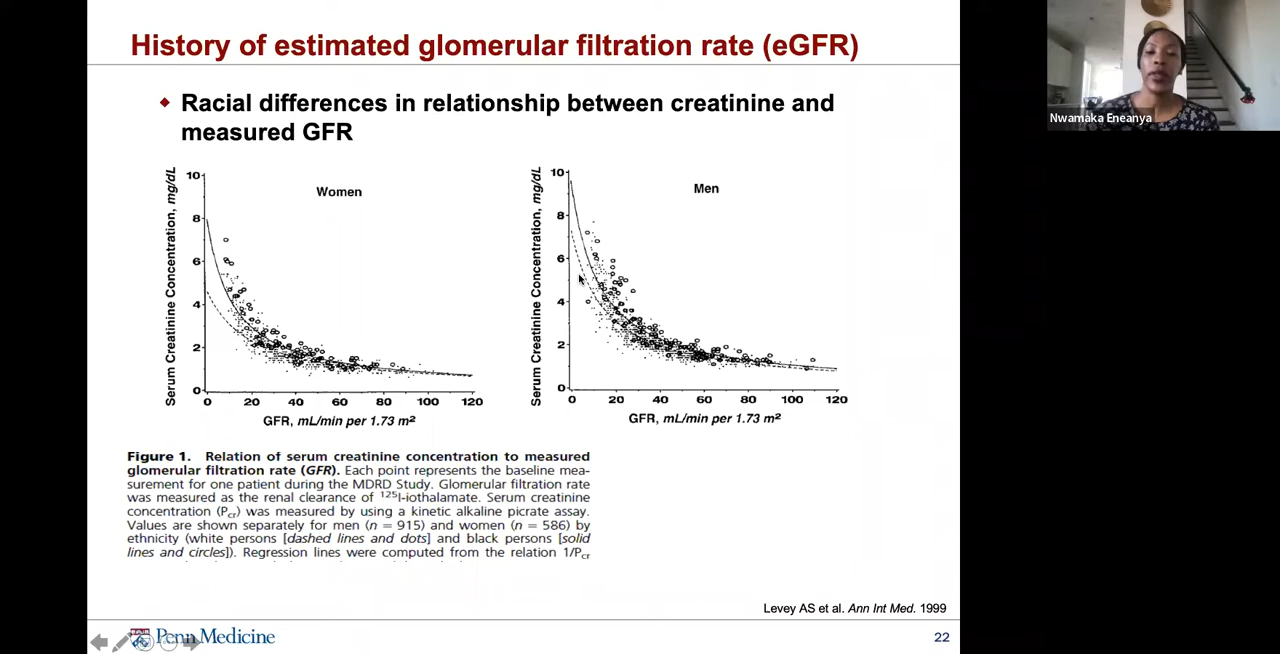 History of estimated glomerular filtration rate (eGFR)
Racial differences in relationship between creatinine and
measured GFR
Serum Creatinine Concentration, mg/dL
10
8
6
4
2
0
Women
0 20 40 60 80 100 120
GFR, mL/min per 1.73 m²
Serum Creatinine Concentration, mg/dL
10
8
6
4
2
0
Men
0 20 40 60 80 100 120
GFR, mL/min per 1.73 m²
Figure 1. Relation of serum creatinine concentration to measured
glomerular filtration rate (GFR). Each point represents the baseline mea-
surement for one patient during the MDRD Study. Glomerular filtration rate
was measured as the renal clearance of ¹²⁵I-iothalamate. Serum creatinine
concentration (Pcr) was measured by using a kinetic alkaline picrate assay.
Values are shown separately for men (n = 915) and women (n = 586) by
ethnicity (white persons [dashed lines and dots] and black persons [solid
lines and circles]). Regression lines were computed from the relation 1/Pcr
Levey AS et al. Ann Int Med. 1999
Penn Medicine
22
Nwamaka Eneanya